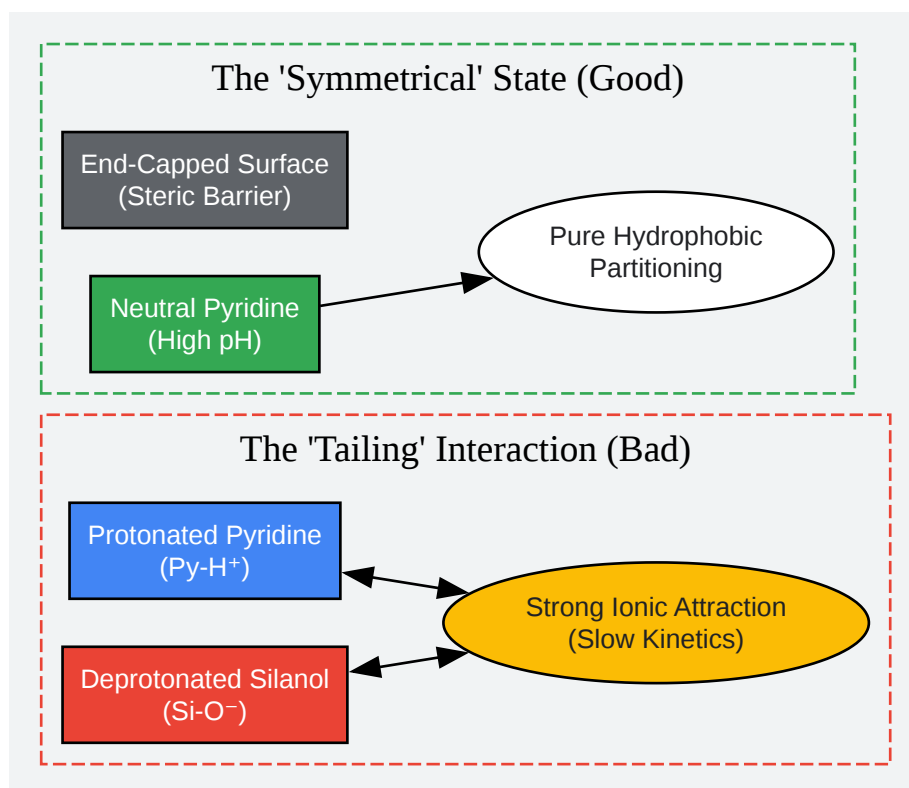 The 'Symmetrical' State (Good)
End-Capped Surface
(Steric Barrier)
Pure Hydrophobic
Partitioning
Neutral Pyridine
(High pH)
The 'Tailing' Interaction (Bad)
Protonated Pyridine
(Py-H⁺)
Strong Ionic Attraction
(Slow Kinetics)
Deprotonated Silanol
(Si-O⁻)